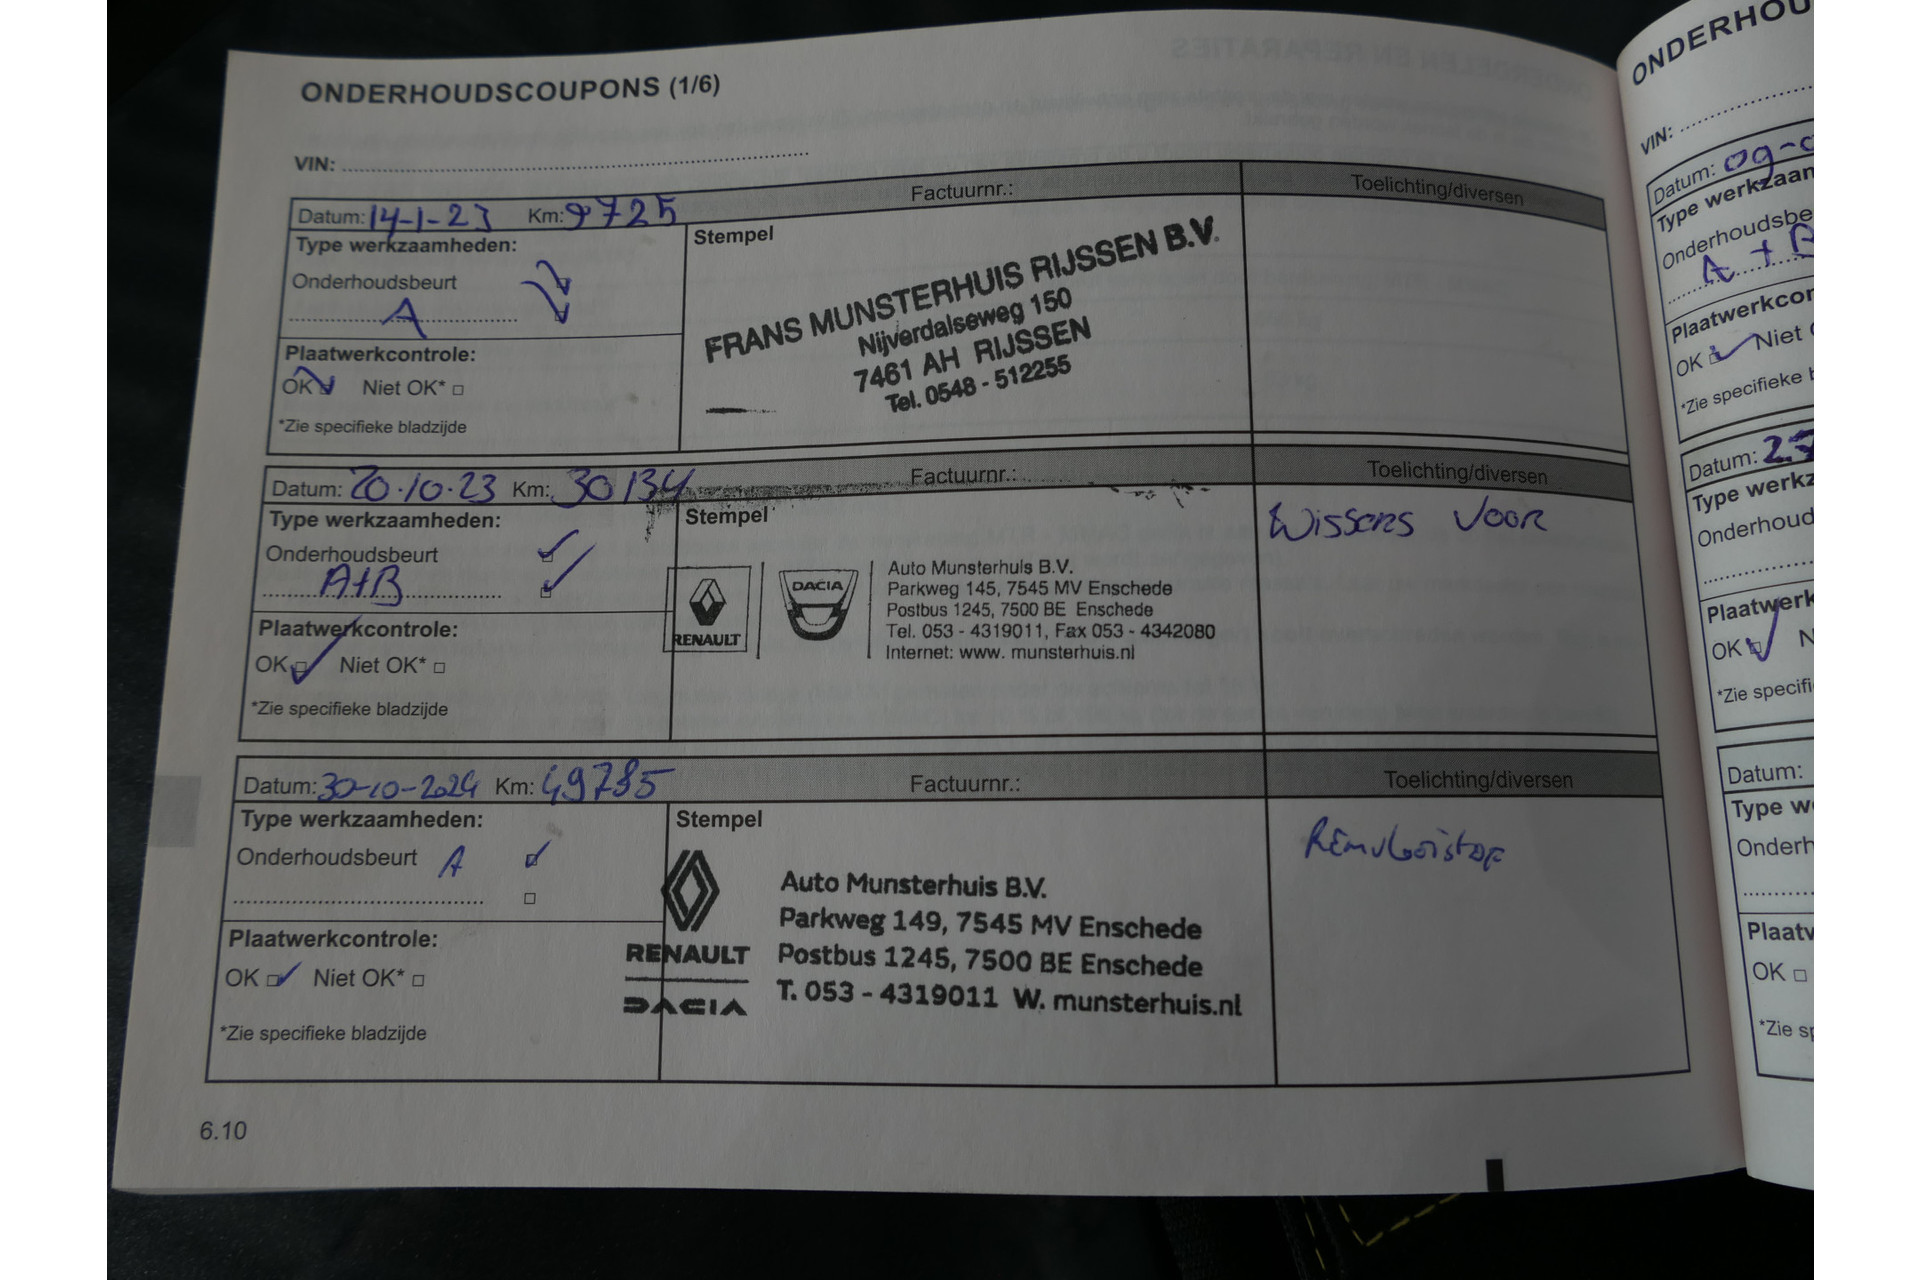 ONDERHOUDSCOUPONS (1/6)
VIN:
Datum: 14-1-23 Km: 9725 Factuurnr.: Toelichting/diversen
Type werkzaamheden:
Onderhoudsbeurt
A
Plaatwerkcontrole:
OK Niet OK*
*Zie specifieke bladzijde
Stempel
FRANS MUNSTERHUIS RIJSSEN B.V.
Nijverdalseweg 150
7461 AH RIJSSEN
Tel. 0548 - 512255
Datum: 20-10-23 Km: 30134 Factuurnr.: Toelichting/diversen
Type werkzaamheden:
Onderhoudsbeurt
A+B
Plaatwerkcontrole:
OK Niet OK*
*Zie specifieke bladzijde
Stempel
RENAULT
DACIA
Auto Munsterhuis B.V.
Parkweg 145, 7545 MV Enschede
Postbus 1245, 7500 BE Enschede
Tel. 053 - 4319011, Fax 053 - 4342080
Internet: www. munsterhuis.nl
Wissers Voor
Datum: 30-10-2024 Km: 49785 Factuurnr.: Toelichting/diversen
Type werkzaamheden:
Onderhoudsbeurt A
Plaatwerkcontrole:
OK Niet OK*
*Zie specifieke bladzijde
Stempel
RENAULT
DACIA
Auto Munsterhuis B.V.
Parkweg 149, 7545 MV Enschede
Postbus 1245, 7500 BE Enschede
T. 053 - 4319011 W. munsterhuis.nl
Remvloeistof
6.10
ONDERHOU
VIN:
Datum: 09-0
Type werkzaam
Onderhoudsbe
A + B
Plaatwerkcon
OK Niet
*Zie specifieke b
Datum: 25
Type werkz
Onderhoud
Plaatwerk
OK N
*Zie specifi
Datum:
Type we
Onderh
Plaatw
OK
*Zie sp